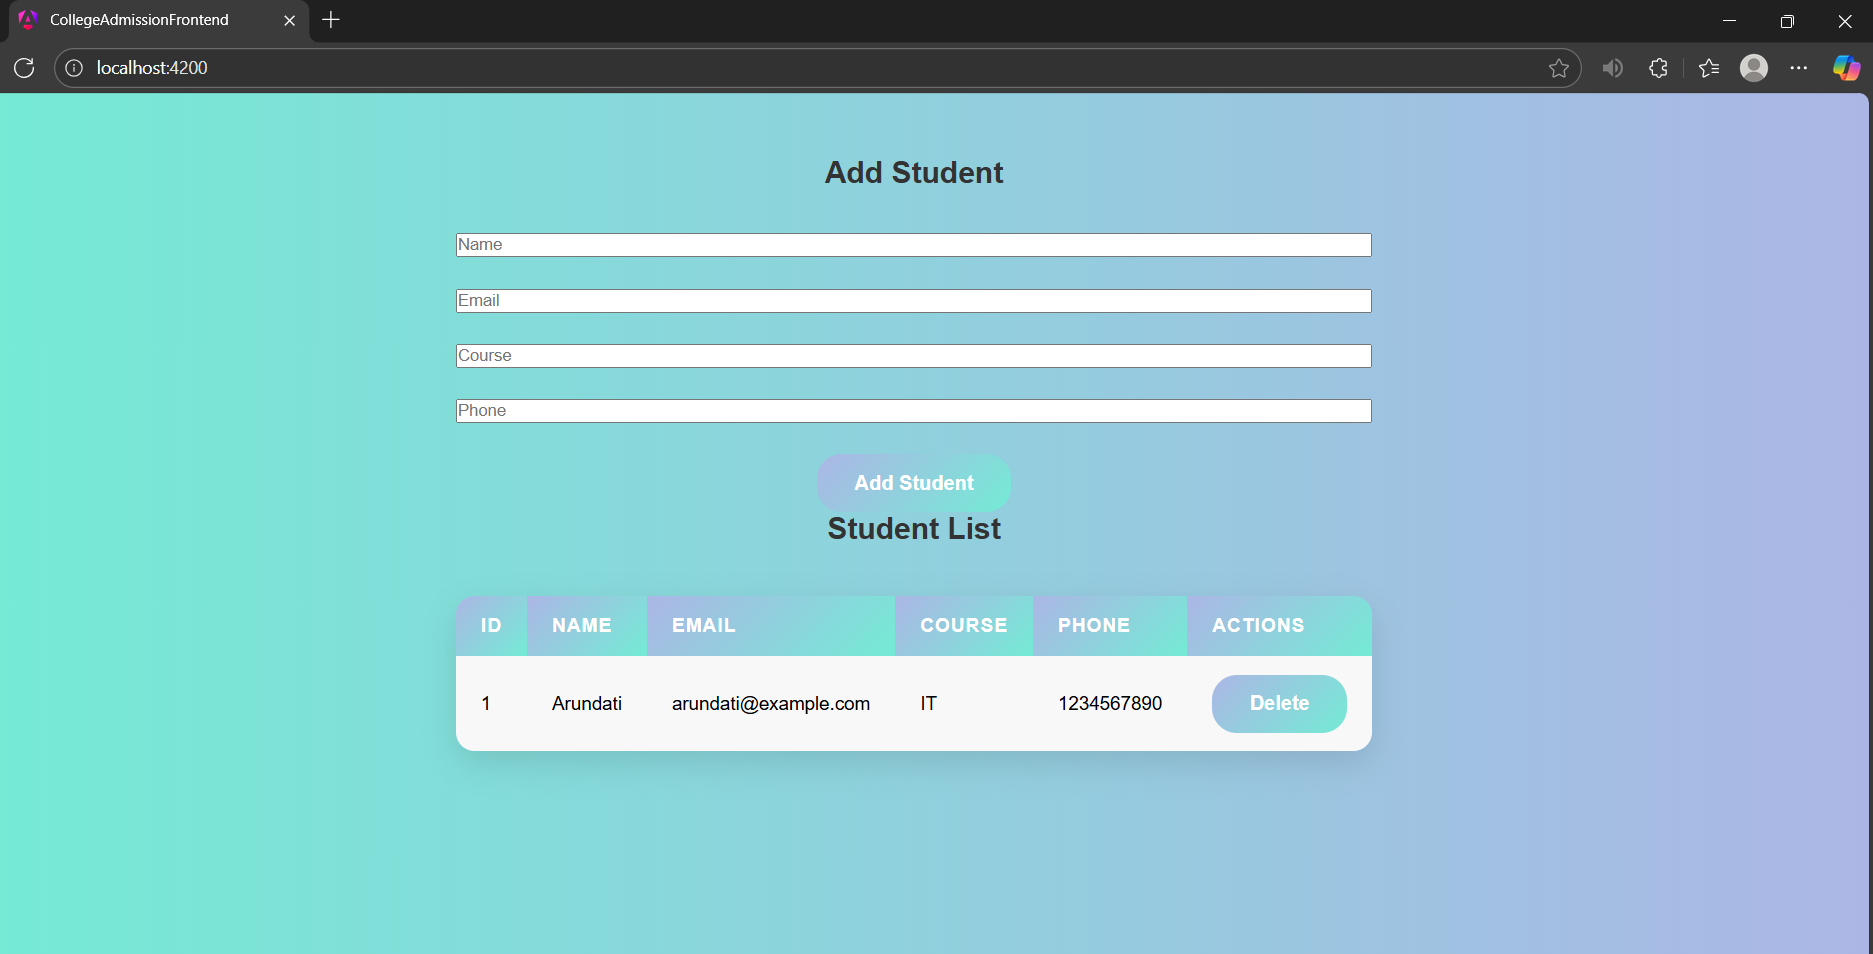 CollegeAdmissionFrontend
localhost:4200
Add Student
Name
Email
Course
Phone
Add Student
Student List
ID NAME EMAIL COURSE PHONE ACTIONS
1 Arundati arundati@example.com IT 1234567890 Delete